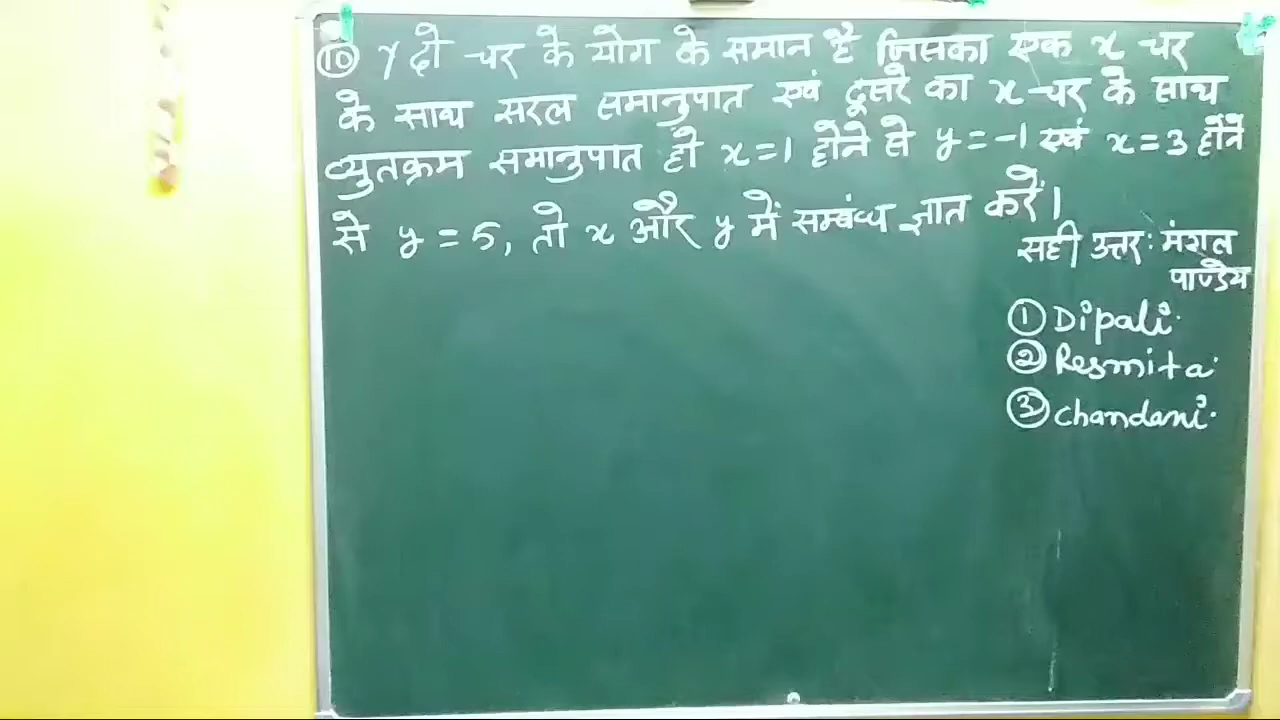 ⑩ y दो चर के योग के समान है जिसका एक x चर
के साथ सरल समानुपात एवं दूसरे का x चर के साथ
व्युतक्रम समानुपात हो x=1 होने से y=-1 एवं x=3 होने
से y=5, तो x और y में सम्बंध ज्ञात करें।
सही उत्तर: मंगल
पाण्डेय
① Dipali.
② Resmita.
③ chandani.